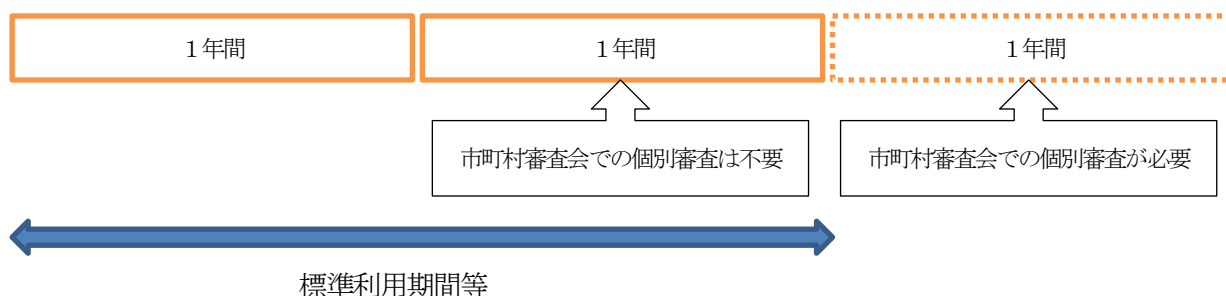 １年間
１年間
１年間
市町村審査会での個別審査は不要
市町村審査会での個別審査が必要
標準利用期間等